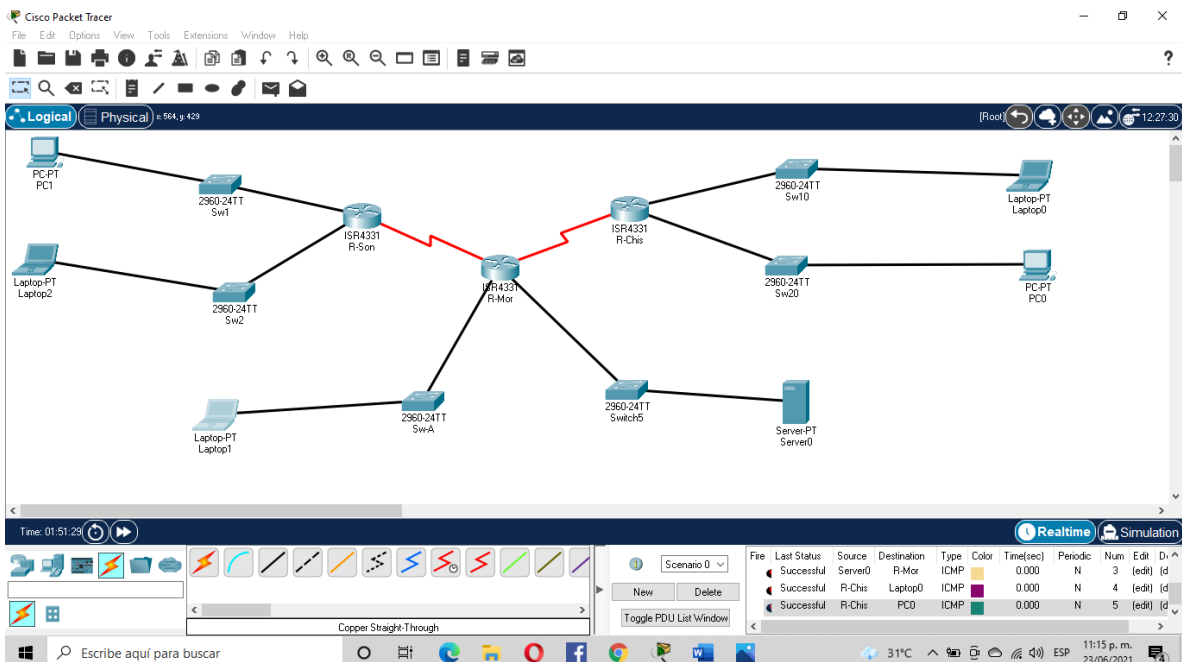 Cisco Packet Tracer
File Edit Options View Tools Extensions Window Help
?
Logical Physical x: 564, y: 429 [Root] 12:27:30
PC-PT
PC1
2960-24TT
Sw1
ISR4331
R-Son
Laptop-PT
Laptop2
2960-24TT
Sw2
ISR4331
R-Mor
ISR4331
R-Chis
2960-24TT
Sw10
Laptop-PT
Laptop0
2960-24TT
Sw20
PC-PT
PC0
Laptop-PT
Laptop1
2960-24TT
Sw-A
2960-24TT
Switch5
Server-PT
Server0
Time: 01:51:29 Realtime Simulation
Copper Straight-Through
Scenario 0
New Delete
Toggle PDU List Window
Fire Last Status Source Destination Type Color Time(sec) Periodic Num Edit
Successful Server0 R-Mor ICMP 0.000 N 3 (edit)
Successful R-Chis Laptop0 ICMP 0.000 N 4 (edit)
Successful R-Chis PC0 ICMP 0.000 N 5 (edit)
Escribe aquí para buscar 31°C ESP 11:15 p. m.
23/06/2021